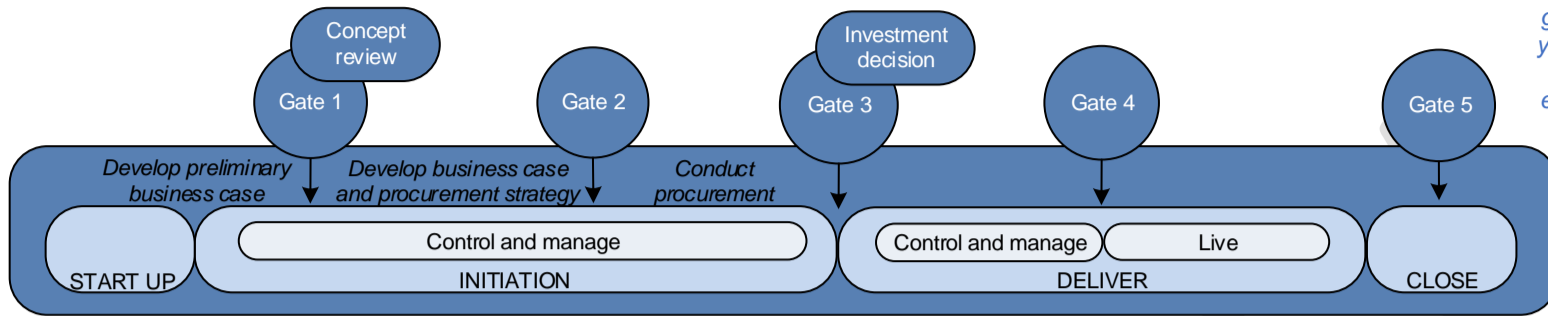 Concept
review
Investment
decision
Gate 1
Gate 2
Gate 3
Gate 4
Gate 5
Develop preliminary
business case
Develop business case
and procurement strategy
Conduct
procurement
Control and manage
Control and manage
Live
START UP
INITIATION
DELIVER
CLOSE